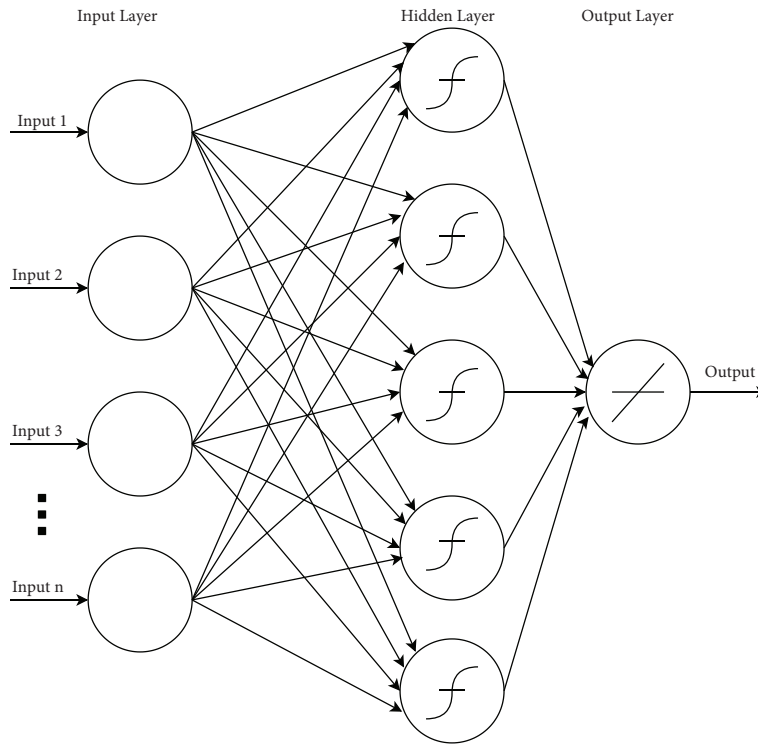 Input Layer
Hidden Layer
Output Layer
Input 1
Input 2
Input 3
Input n
Output